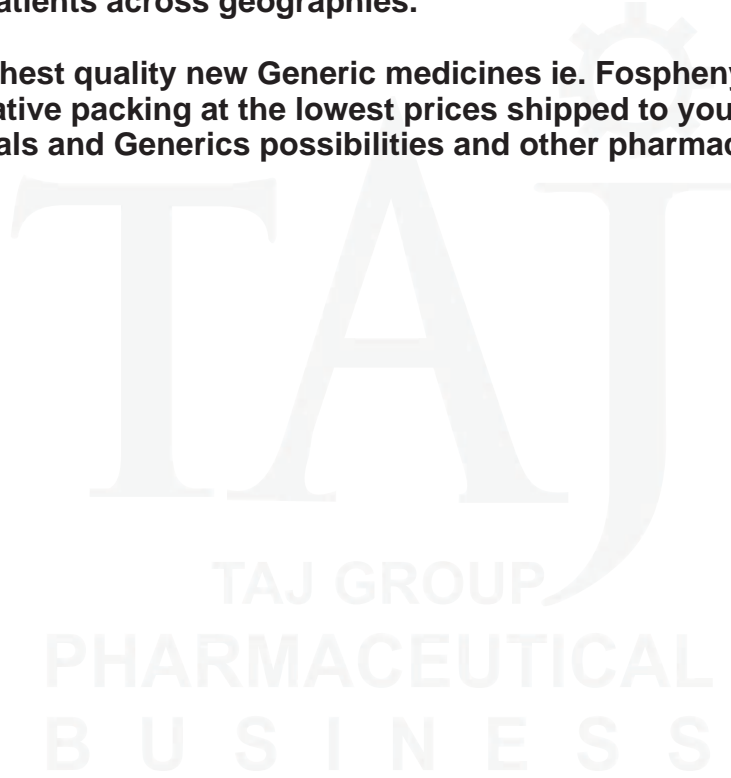 atients across geographies.
hest quality new Generic medicines ie. Fospheny
ative packing at the lowest prices shipped to you
als and Generics possibilities and other pharmac
TAJ
TAJ GROUP
PHARMACEUTICAL
BUSINESS